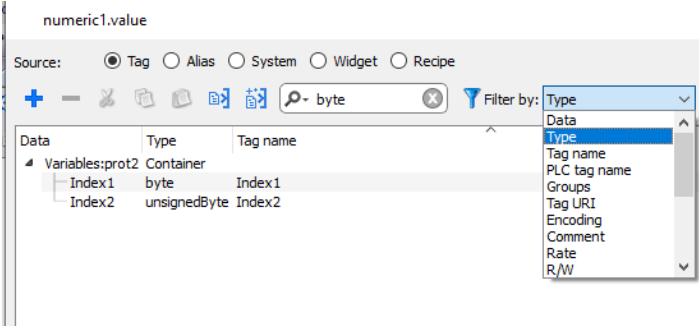 numeric1.value
Source: Tag Alias System Widget Recipe
byte Filter by: Type
Data Type Tag name
Variables:prot2 Container
Index1 byte Index1
Index2 unsignedByte Index2
Data
Type
Tag name
PLC tag name
Groups
Tag URI
Encoding
Comment
Rate
R/W